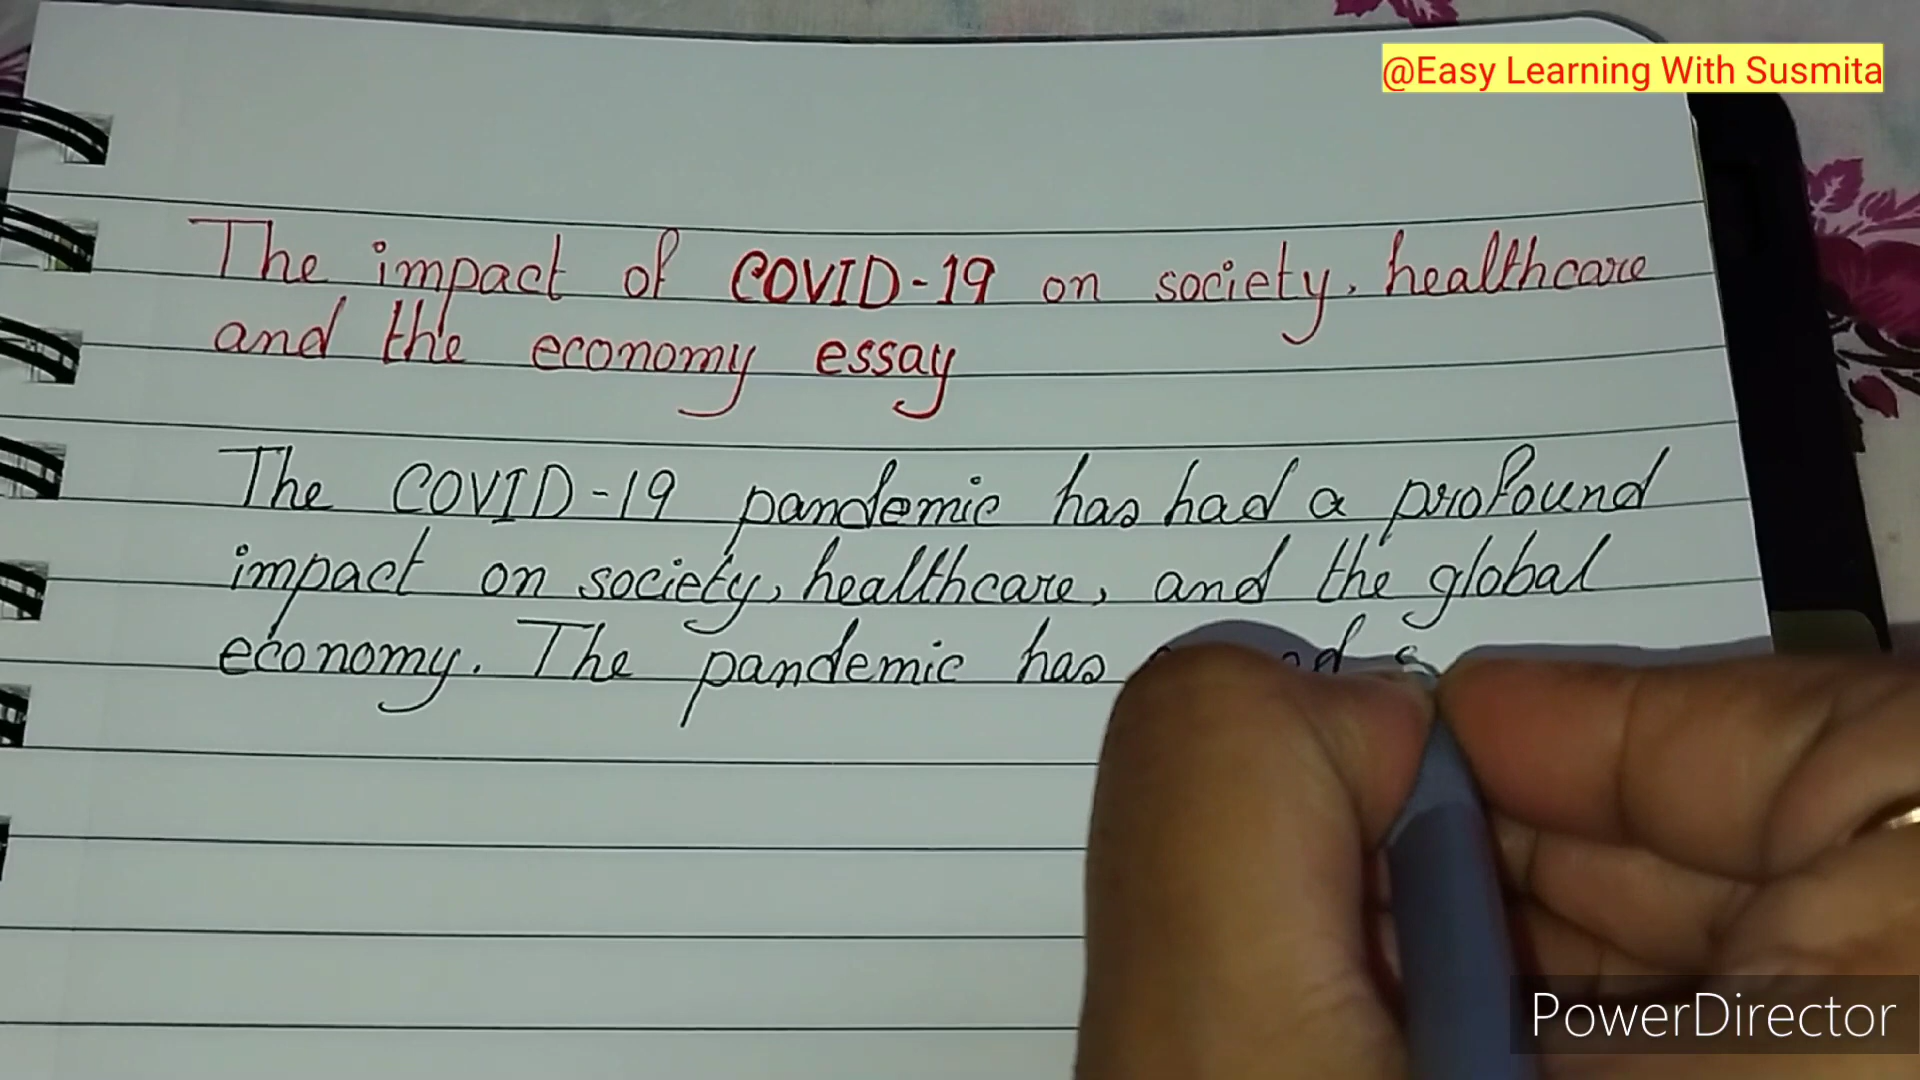 @Easy Learning With Susmita
The impact of COVID-19 on society, healthcare
and the economy essay
The COVID-19 pandemic has had a profound
impact on society, healthcare, and the global
economy. The pandemic has
PowerDirector